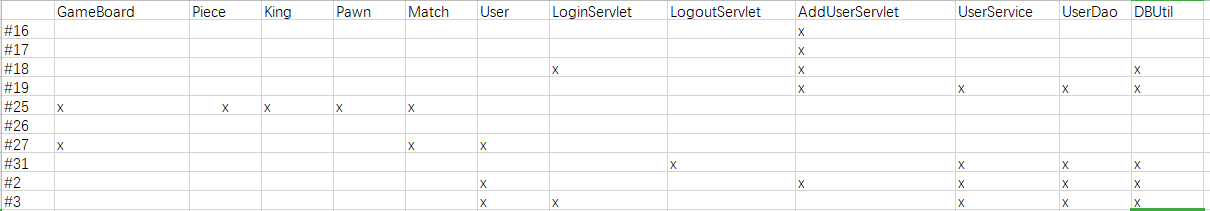 GameBoard Piece King Pawn Match User LoginServlet LogoutServlet AddUserServlet UserService UserDao DBUtil
#16 x
#17 x
#18 x x x
#19 x x x x
#25 x x x x x
#26
#27 x x x
#31 x x x x
#2 x x x x x
#3 x x x x x